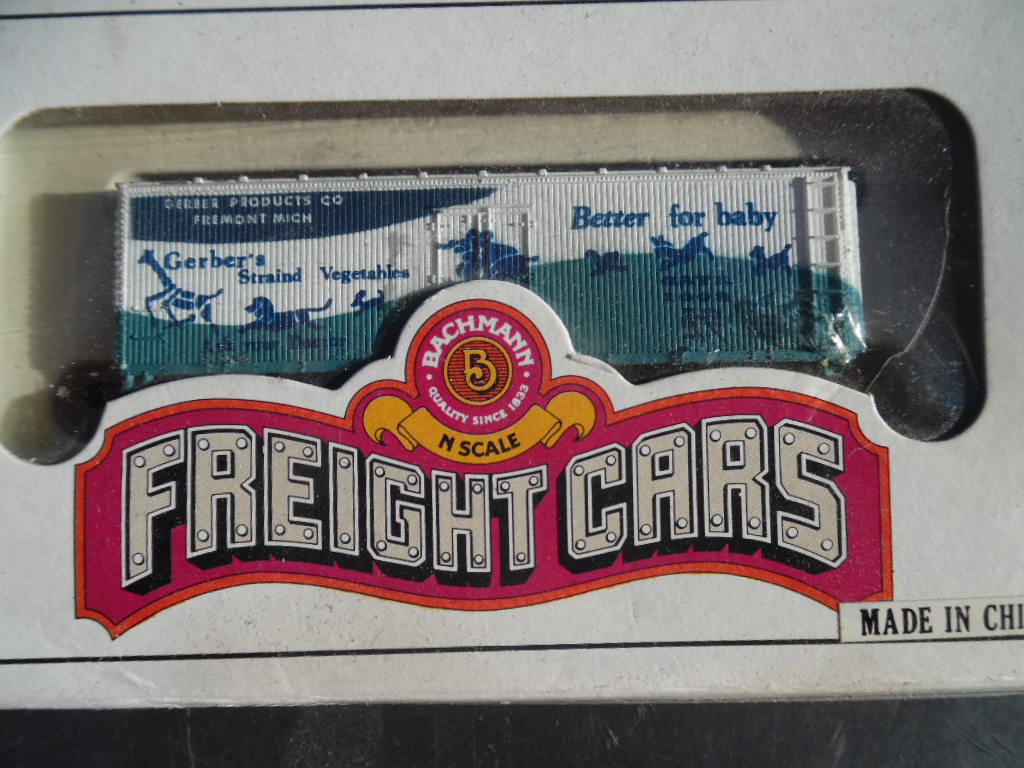 GERBER PRODUCTS CO
FREMONT MICH
Better for baby
Gerber's
Straind Vegetables
BACHMANN
B
QUALITY SINCE 1833
N SCALE
FREIGHT CARS
MADE IN CHI